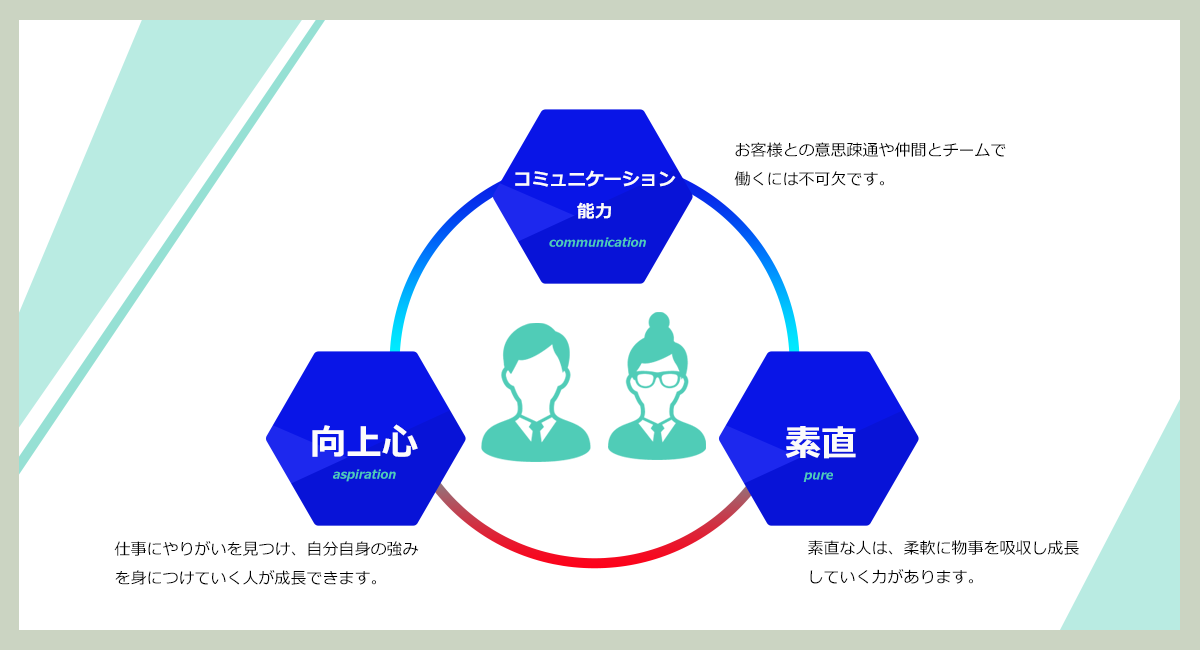 コミュニケーション
能力
communication
お客様との意思疎通や仲間とチームで
働くには不可欠です。
向上心
aspiration
仕事にやりがいを見つけ、自分自身の強み
を身につけていく人が成長できます。
素直
pure
素直な人は、柔軟に物事を吸収し成長
していく力があります。